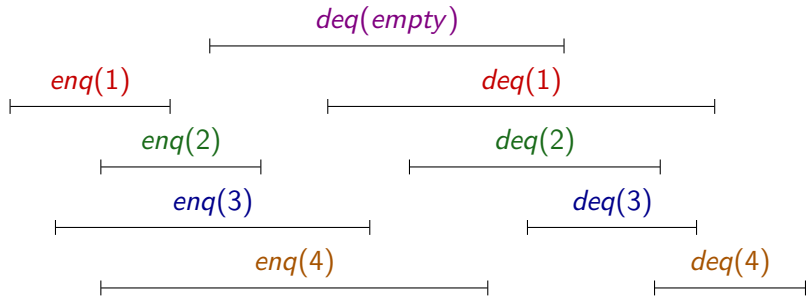 deq(empty)
enq(1) deq(1)
enq(2) deq(2)
enq(3) deq(3)
enq(4) deq(4)